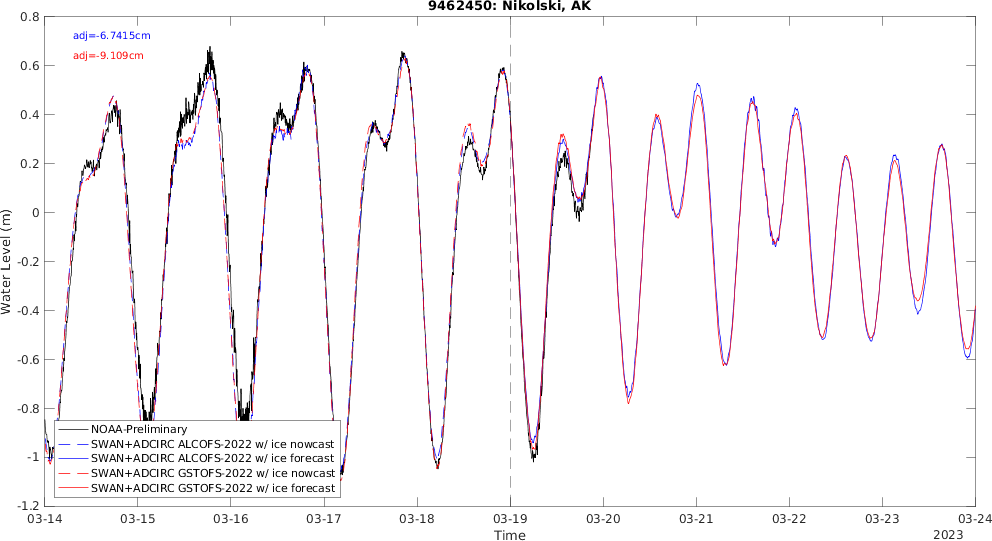 9462450: Nikolski, AK
adj=-6.7415cm
adj=-9.109cm
0.8
0.6
0.4
0.2
0
-0.2
-0.4
-0.6
-0.8
-1
-1.2
Water Level (m)
NOAA-Preliminary
SWAN+ADCIRC ALCOFS-2022 w/ ice nowcast
SWAN+ADCIRC ALCOFS-2022 w/ ice forecast
SWAN+ADCIRC GSTOFS-2022 w/ ice nowcast
SWAN+ADCIRC GSTOFS-2022 w/ ice forecast
03-14 03-15 03-16 03-17 03-18 03-19 03-20 03-21 03-22 03-23 03-24
Time
2023